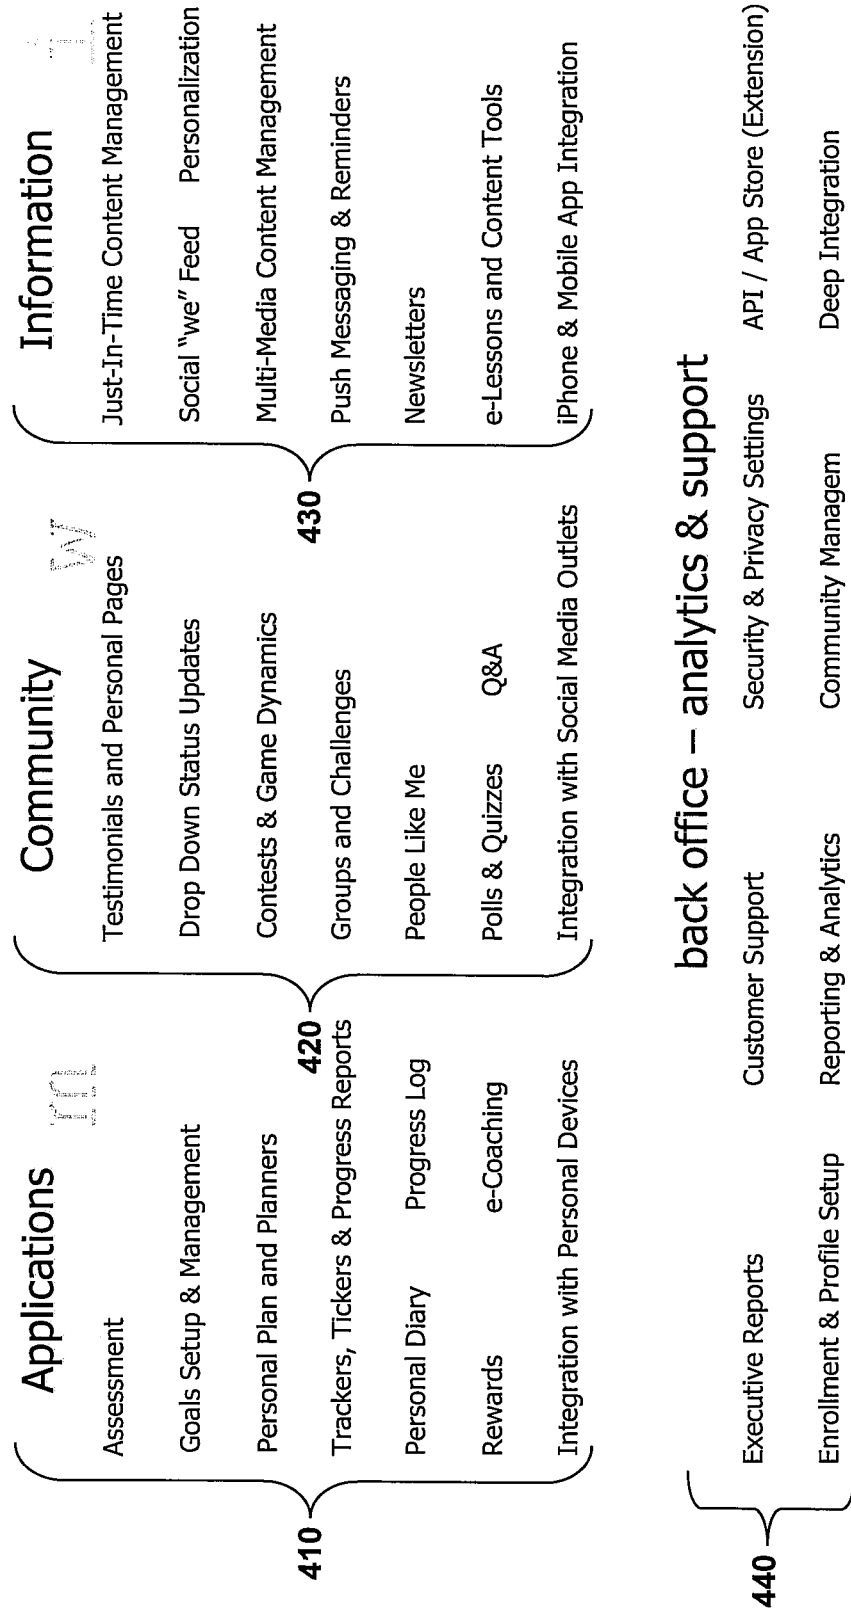 Applications
m
410
Assessment
Goals Setup & Management
Personal Plan and Planners
Trackers, Tickers & Progress Reports
Personal Diary Progress Log
Rewards e-Coaching
Integration with Personal Devices
Community
w
420
Testimonials and Personal Pages
Drop Down Status Updates
Contests & Game Dynamics
Groups and Challenges
People Like Me
Polls & Quizzes Q&A
Integration with Social Media Outlets
Information
i
430
Just-In-Time Content Management
Social “we” Feed Personalization
Multi-Media Content Management
Push Messaging & Reminders
Newsletters
e-Lessons and Content Tools
iPhone & Mobile App Integration
back office – analytics & support
440
Executive Reports Customer Support Security & Privacy Settings API / App Store (Extension)
Enrollment & Profile Setup Reporting & Analytics Community Managem Deep Integration